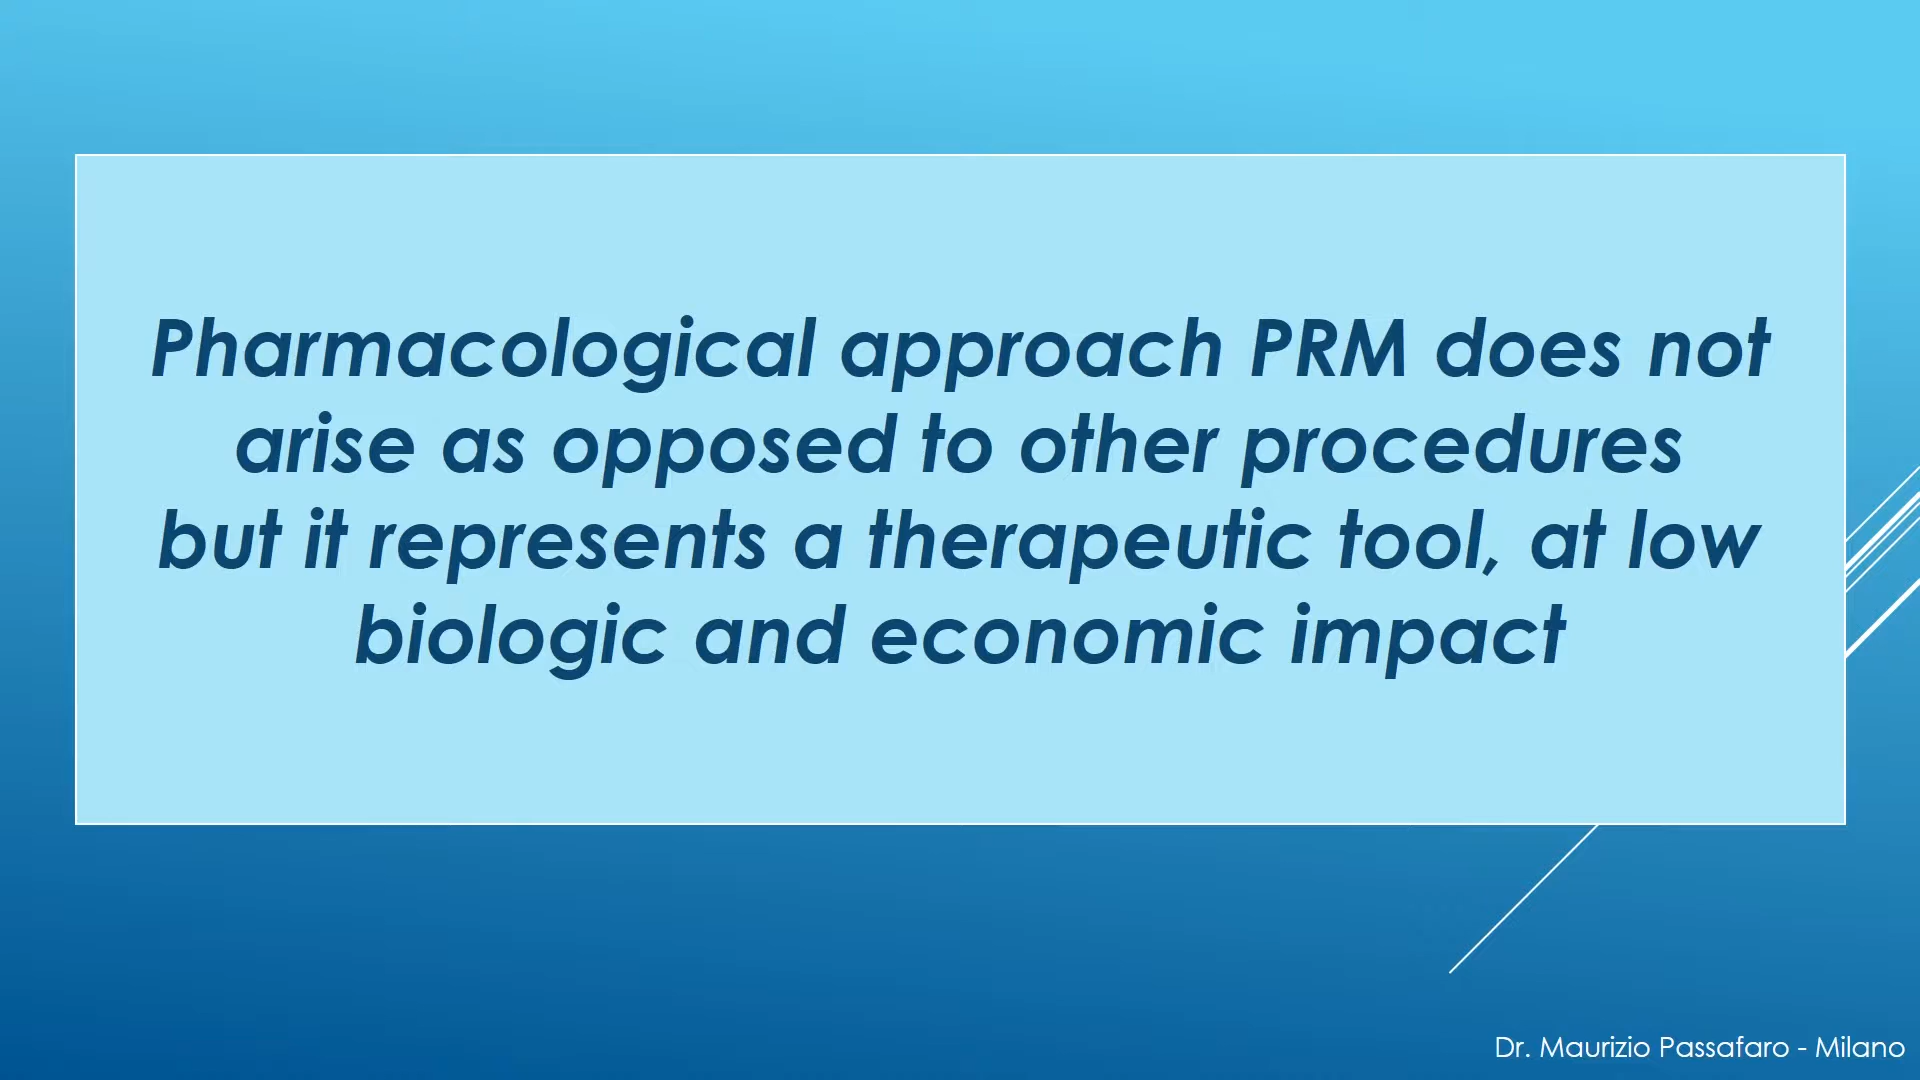 Pharmacological approach PRM does not
arise as opposed to other procedures
but it represents a therapeutic tool, at low
biologic and economic impact
Dr. Maurizio Passafaro - Milano